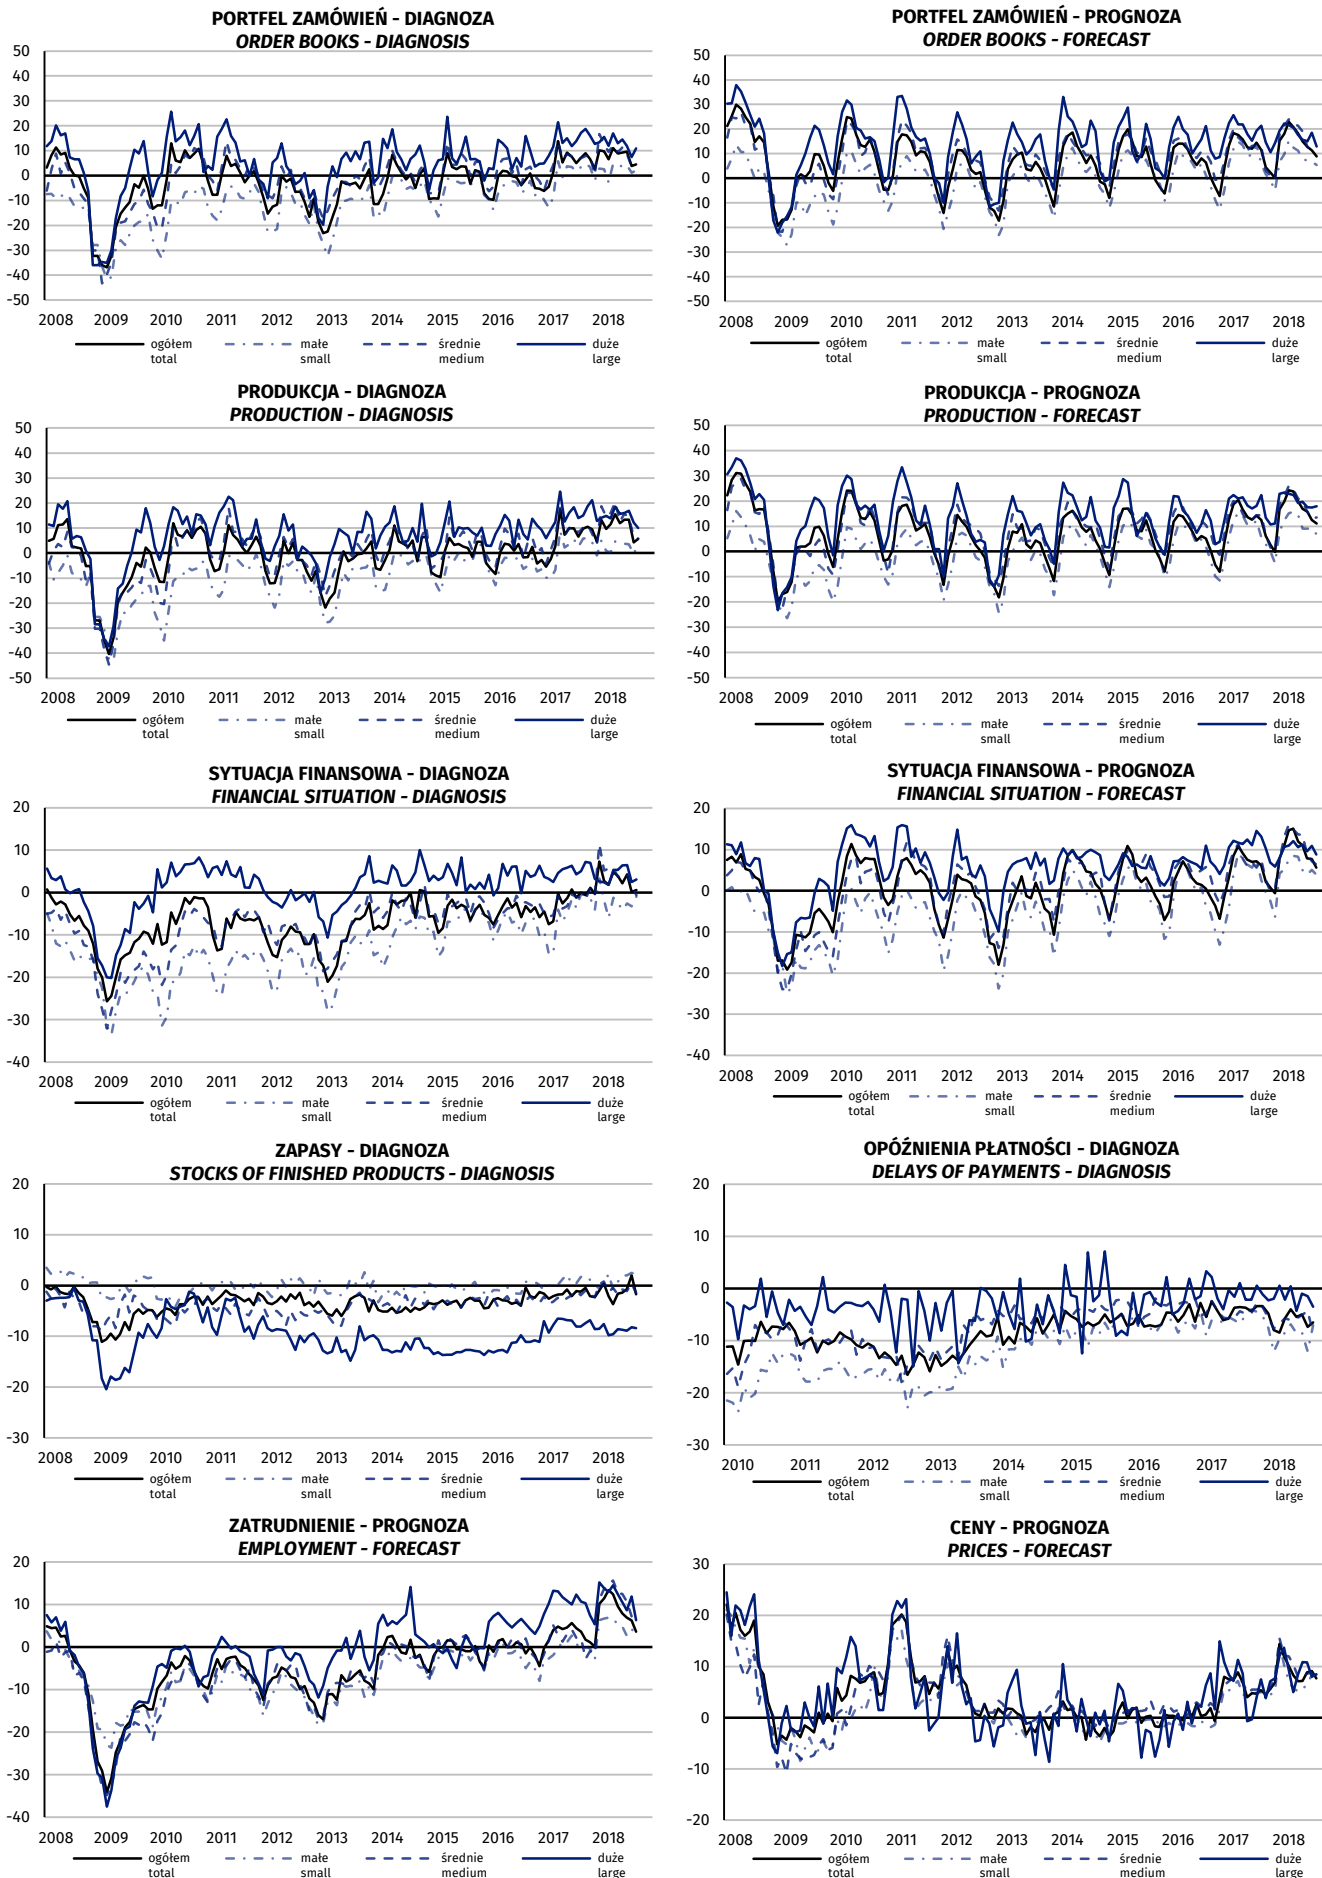 PORTFEL ZAMÓWIEŃ - DIAGNOZA
ORDER BOOKS - DIAGNOSIS
50
40
30
20
10
0
-10
-20
-30
-40
-50
2008 2009 2010 2011 2012 2013 2014 2015 2016 2017 2018
ogółem małe średnie duże
total small medium large
PORTFEL ZAMÓWIEŃ - PROGNOZA
ORDER BOOKS - FORECAST
50
40
30
20
10
0
-10
-20
-30
-40
-50
2008 2009 2010 2011 2012 2013 2014 2015 2016 2017 2018
ogółem małe średnie duże
total small medium large
PRODUKCJA - DIAGNOZA
PRODUCTION - DIAGNOSIS
50
40
30
20
10
0
-10
-20
-30
-40
-50
2008 2009 2010 2011 2012 2013 2014 2015 2016 2017 2018
ogółem małe średnie duże
total small medium large
PRODUKCJA - PROGNOZA
PRODUCTION - FORECAST
50
40
30
20
10
0
-10
-20
-30
-40
-50
2008 2009 2010 2011 2012 2013 2014 2015 2016 2017 2018
ogółem małe średnie duże
total small medium large
SYTUACJA FINANSOWA - DIAGNOZA
FINANCIAL SITUATION - DIAGNOSIS
20
10
0
-10
-20
-30
-40
2008 2009 2010 2011 2012 2013 2014 2015 2016 2017 2018
ogółem małe średnie duże
total small medium large
SYTUACJA FINANSOWA - PROGNOZA
FINANCIAL SITUATION - FORECAST
20
10
0
-10
-20
-30
-40
2008 2009 2010 2011 2012 2013 2014 2015 2016 2017 2018
ogółem małe średnie duże
total small medium large
ZAPASY - DIAGNOZA
STOCKS OF FINISHED PRODUCTS - DIAGNOSIS
20
10
0
-10
-20
-30
2008 2009 2010 2011 2012 2013 2014 2015 2016 2017 2018
ogółem małe średnie duże
total small medium large
OPÓŹNIENIA PŁATNOŚCI - DIAGNOZA
DELAYS OF PAYMENTS - DIAGNOSIS
20
10
0
-10
-20
-30
2010 2011 2012 2013 2014 2015 2016 2017 2018
ogółem małe średnie duże
total small medium large
ZATRUDNIENIE - PROGNOZA
EMPLOYMENT - FORECAST
20
10
0
-10
-20
-30
-40
2008 2009 2010 2011 2012 2013 2014 2015 2016 2017 2018
ogółem małe średnie duże
total small medium large
CENY - PROGNOZA
PRICES - FORECAST
30
20
10
0
-10
-20
2008 2009 2010 2011 2012 2013 2014 2015 2016 2017 2018
ogółem małe średnie duże
total small medium large